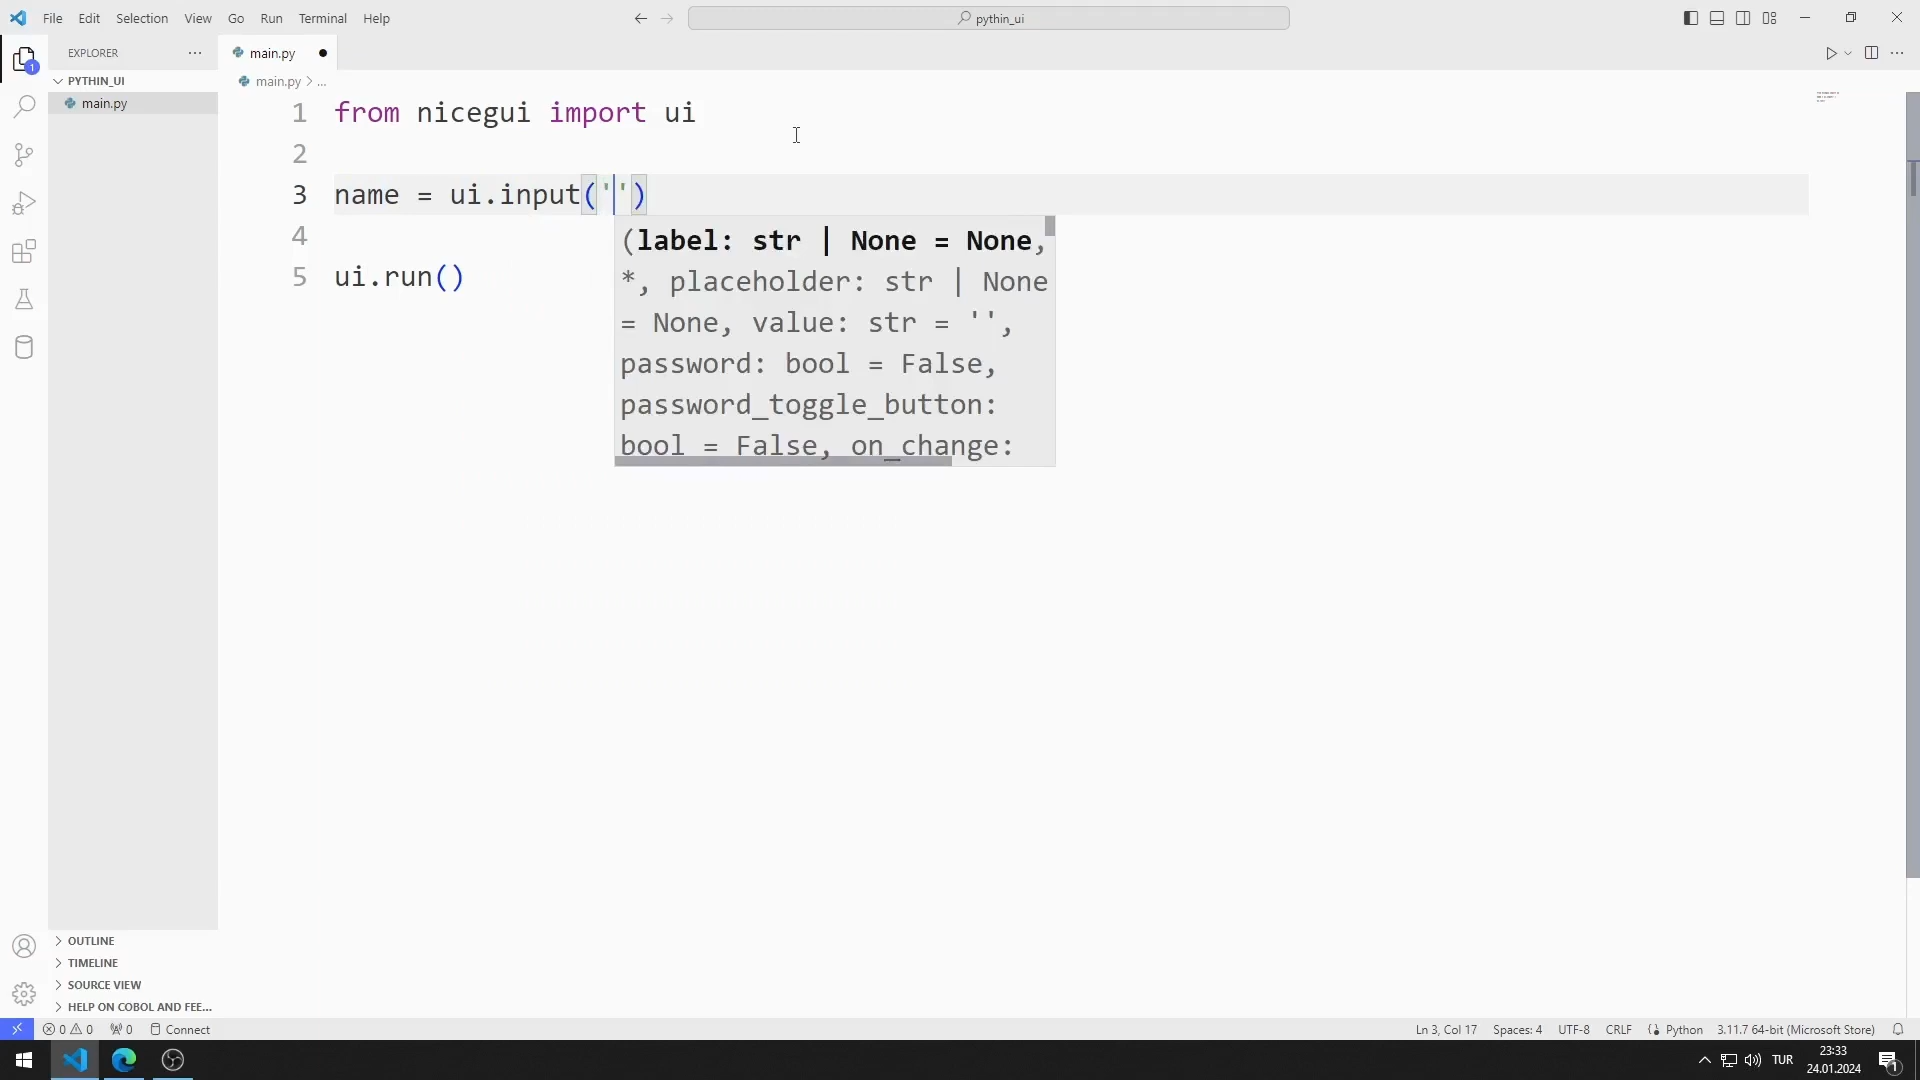 File Edit Selection View Go Run Terminal Help
pythin_ui
EXPLORER
main.py
1
PYTHIN_UI
main.py > ...
main.py
1 from nicegui import ui
2
3 name = ui.input('')
4
5 ui.run()
(label: str | None = None,
*, placeholder: str | None
= None, value: str = '',
password: bool = False,
password_toggle_button:
bool = False, on_change:
OUTLINE
TIMELINE
SOURCE VIEW
HELP ON COBOL AND FEE...
0 0 0 Connect
Ln 3, Col 17 Spaces: 4 UTF-8 CRLF Python 3.11.7 64-bit (Microsoft Store)
TUR
23:33
24.01.2024
1